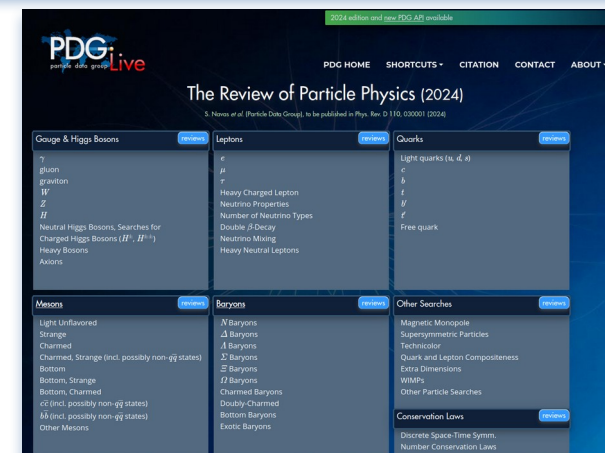 2024 edition and new PDG API available
PDG Live
particle data group
PDG HOME SHORTCUTS CITATION CONTACT ABOUT
The Review of Particle Physics (2024)
S. Navas et al. (Particle Data Group), to be published in Phys. Rev. D 110, 030001 (2024)
Gauge & Higgs Bosons reviews
γ
gluon
graviton
W
Z
H
Neutral Higgs Bosons, Searches for
Charged Higgs Bosons (H±, H±±)
Heavy Bosons
Axions
Leptons reviews
e
μ
τ
Heavy Charged Lepton
Neutrino Properties
Number of Neutrino Types
Double β-Decay
Neutrino Mixing
Heavy Neutral Leptons
Quarks reviews
Light quarks (u, d, s)
c
b
t
b′
t′
Free quark
Mesons reviews
Light Unflavored
Strange
Charmed
Charmed, Strange (incl. possibly non-qq̄ states)
Bottom
Bottom, Strange
Bottom, Charmed
cc̄ (incl. possibly non-qq̄ states)
bb̄ (incl. possibly non-qq̄ states)
Other Mesons
Baryons reviews
N Baryons
Δ Baryons
Λ Baryons
Σ Baryons
Ξ Baryons
Ω Baryons
Charmed Baryons
Doubly-Charmed
Bottom Baryons
Exotic Baryons
Other Searches reviews
Magnetic Monopole
Supersymmetric Particles
Technicolor
Quark and Lepton Compositeness
Extra Dimensions
WIMPs
Other Particle Searches
Conservation Laws reviews
Discrete Space-Time Symm.
Number Conservation Laws